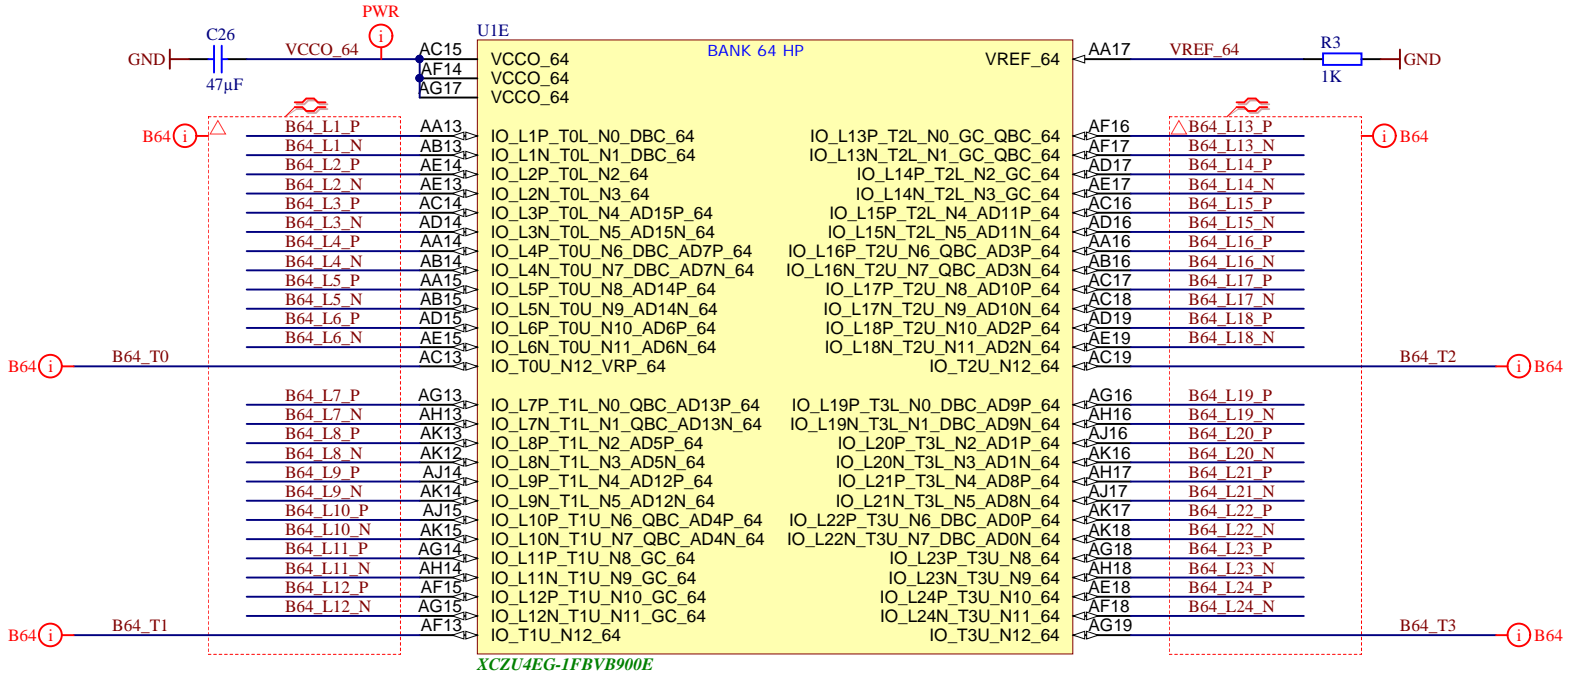 PWR
C26
U1E
GND VCCO_64 AC15 VCCO_64 BANK 64 HP VREF_64 AA17 VREF_64 R3 GND
47µF AF14 VCCO_64 1K
AG17 VCCO_64
B64 B64_L1_P AA13 IO_L1P_T0L_N0_DBC_64 IO_L13P_T2L_N0_GC_QBC_64 AF16 B64_L13_P B64
B64_L1_N AB13 IO_L1N_T0L_N1_DBC_64 IO_L13N_T2L_N1_GC_QBC_64 AF17 B64_L13_N
B64_L2_P AE14 IO_L2P_T0L_N2_64 IO_L14P_T2L_N2_GC_64 AD17 B64_L14_P
B64_L2_N AE13 IO_L2N_T0L_N3_64 IO_L14N_T2L_N3_GC_64 AE17 B64_L14_N
B64_L3_P AC14 IO_L3P_T0L_N4_AD15P_64 IO_L15P_T2L_N4_AD11P_64 AC16 B64_L15_P
B64_L3_N AD14 IO_L3N_T0L_N5_AD15N_64 IO_L15N_T2L_N5_AD11N_64 AD16 B64_L15_N
B64_L4_P AA14 IO_L4P_T0U_N6_DBC_AD7P_64 IO_L16P_T2U_N6_QBC_AD3P_64 AA16 B64_L16_P
B64_L4_N AB14 IO_L4N_T0U_N7_DBC_AD7N_64 IO_L16N_T2U_N7_QBC_AD3N_64 AB16 B64_L16_N
B64_L5_P AA15 IO_L5P_T0U_N8_AD14P_64 IO_L17P_T2U_N8_AD10P_64 AC17 B64_L17_P
B64_L5_N AB15 IO_L5N_T0U_N9_AD14N_64 IO_L17N_T2U_N9_AD10N_64 AC18 B64_L17_N
B64_L6_P AD15 IO_L6P_T0U_N10_AD6P_64 IO_L18P_T2U_N10_AD2P_64 AD19 B64_L18_P
B64_L6_N AE15 IO_L6N_T0U_N11_AD6N_64 IO_L18N_T2U_N11_AD2N_64 AE19 B64_L18_N
B64 B64_T0 AC13 IO_T0U_N12_VRP_64 IO_T2U_N12_64 AC19 B64_T2 B64
B64_L7_P AG13 IO_L7P_T1L_N0_QBC_AD13P_64 IO_L19P_T3L_N0_DBC_AD9P_64 AG16 B64_L19_P
B64_L7_N AH13 IO_L7N_T1L_N1_QBC_AD13N_64 IO_L19N_T3L_N1_DBC_AD9N_64 AH16 B64_L19_N
B64_L8_P AK13 IO_L8P_T1L_N2_AD5P_64 IO_L20P_T3L_N2_AD1P_64 AJ16 B64_L20_P
B64_L8_N AK12 IO_L8N_T1L_N3_AD5N_64 IO_L20N_T3L_N3_AD1N_64 AK16 B64_L20_N
B64_L9_P AJ14 IO_L9P_T1L_N4_AD12P_64 IO_L21P_T3L_N4_AD8P_64 AH17 B64_L21_P
B64_L9_N AK14 IO_L9N_T1L_N5_AD12N_64 IO_L21N_T3L_N5_AD8N_64 AJ17 B64_L21_N
B64_L10_P AJ15 IO_L10P_T1U_N6_QBC_AD4P_64 IO_L22P_T3U_N6_DBC_AD0P_64 AK17 B64_L22_P
B64_L10_N AK15 IO_L10N_T1U_N7_QBC_AD4N_64 IO_L22N_T3U_N7_DBC_AD0N_64 AK18 B64_L22_N
B64_L11_P AG14 IO_L11P_T1U_N8_GC_64 IO_L23P_T3U_N8_64 AG18 B64_L23_P
B64_L11_N AH14 IO_L11N_T1U_N9_GC_64 IO_L23N_T3U_N9_64 AH18 B64_L23_N
B64_L12_P AF15 IO_L12P_T1U_N10_GC_64 IO_L24P_T3U_N10_64 AE18 B64_L24_P
B64_L12_N AG15 IO_L12N_T1U_N11_GC_64 IO_L24N_T3U_N11_64 AF18 B64_L24_N
B64 B64_T1 AF13 IO_T1U_N12_64 IO_T3U_N12_64 AG19 B64_T3 B64
XCZU4EG-1FBVB900E